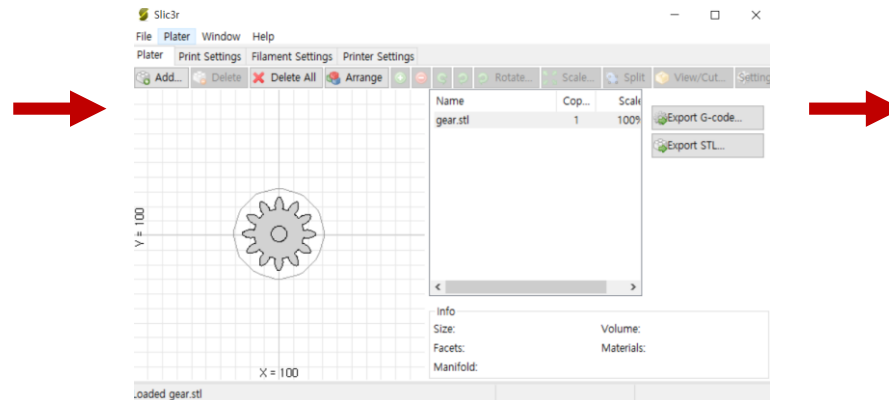 Slic3r
File Plater Window Help
Plater Print Settings Filament Settings Printer Settings
Add... Delete Delete All Arrange Rotate... Scale... Split View/Cut... Setting
Name Cop... Scale
gear.stl 1 100%
Export G-code...
Export STL...
Y = 100
X = 100
Info
Size: Volume:
Facets: Materials:
Manifold:
Loaded gear.stl